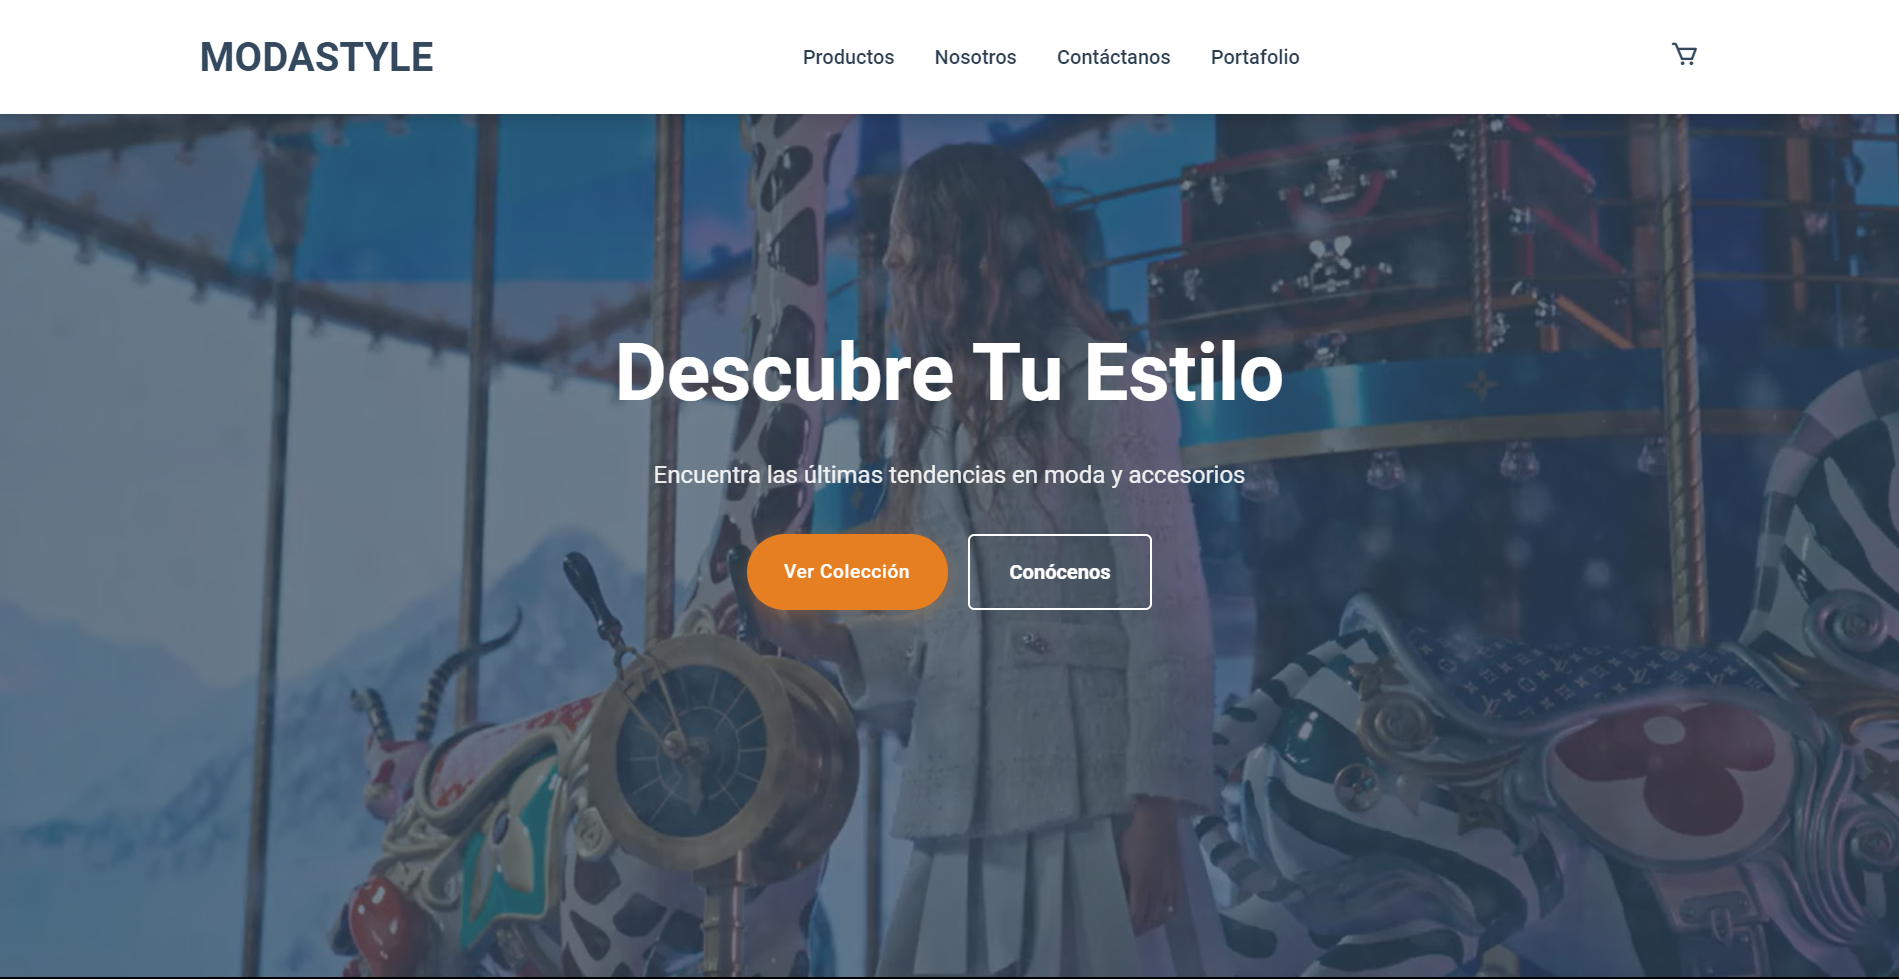 MODASTYLE
Productos Nosotros Contáctanos Portafolio
Descubre Tu Estilo
Encuentra las últimas tendencias en moda y accesorios
Ver Colección Conócenos